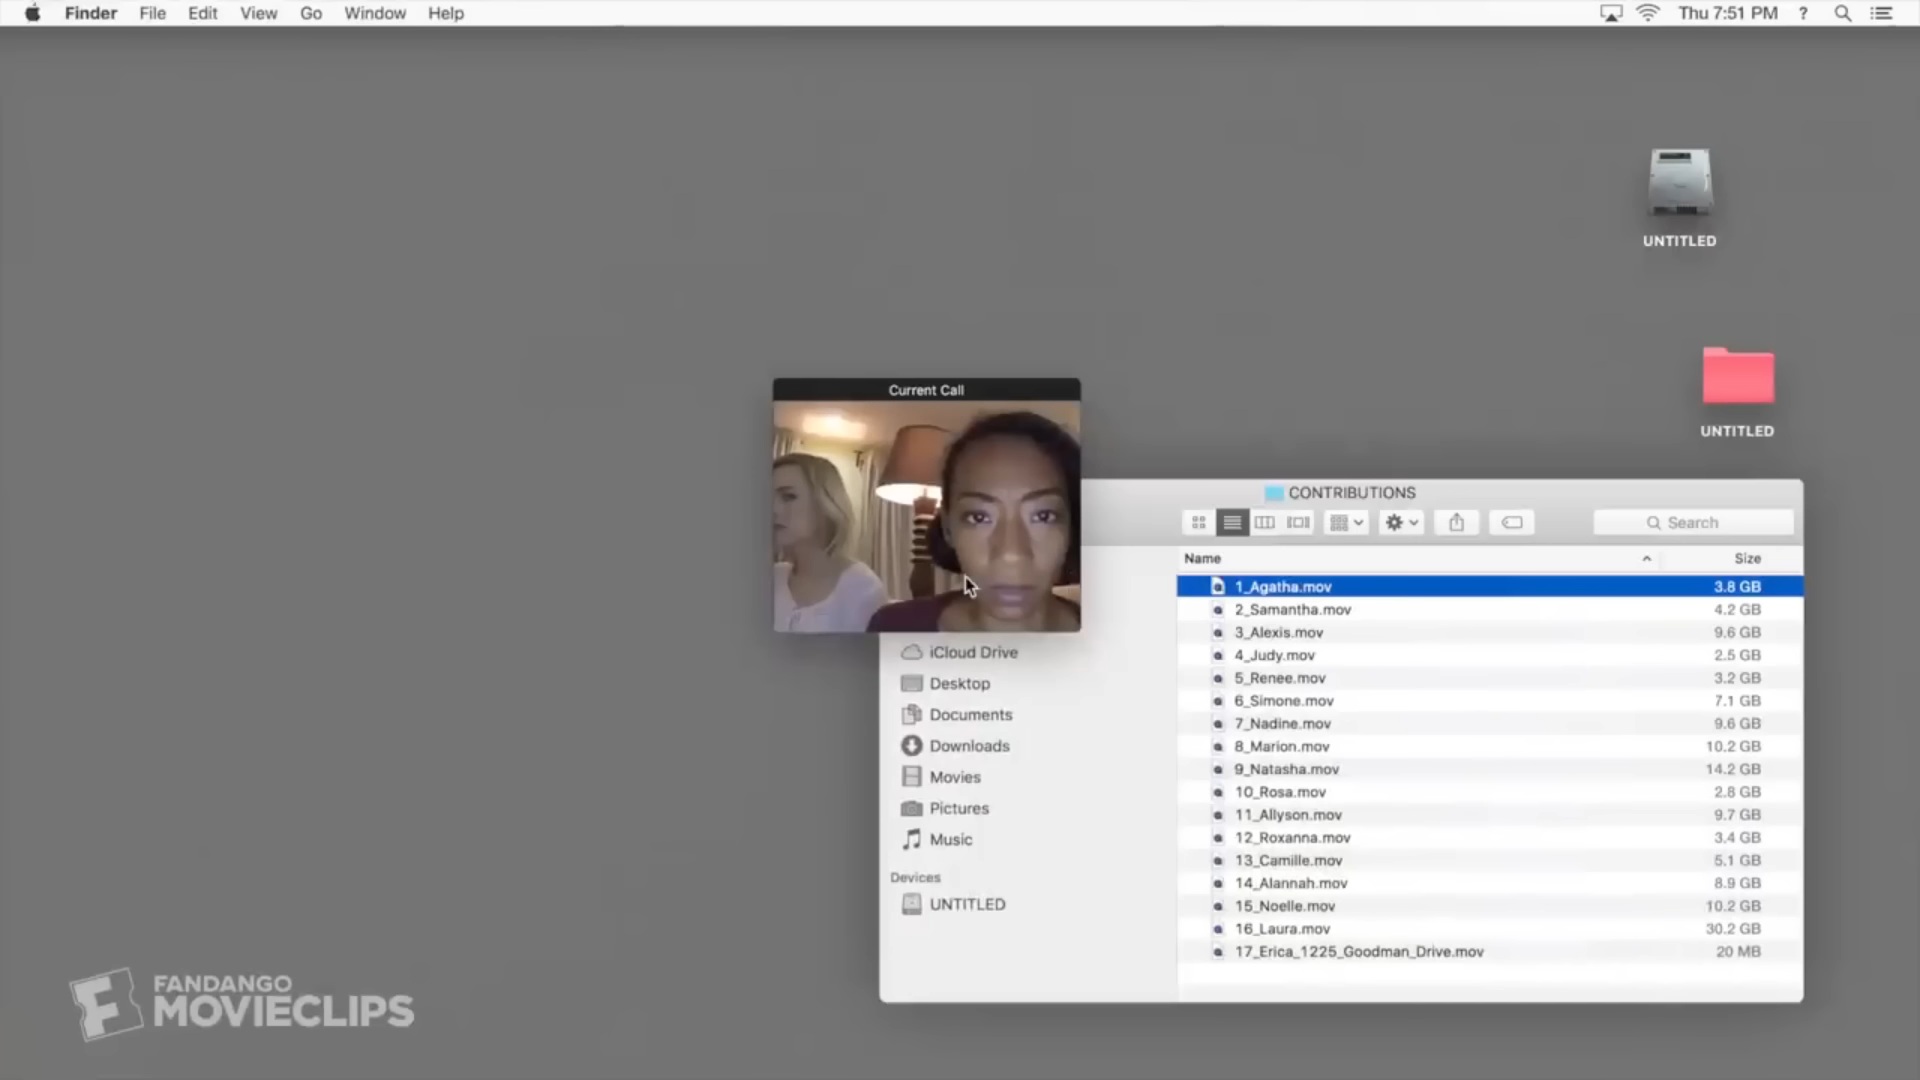 Finder File Edit View Go Window Help
Thu 7:51 PM ?
UNTITLED
UNTITLED
Current Call
CONTRIBUTIONS
Search
Name Size
1_Agatha.mov 3.8 GB
2_Samantha.mov 4.2 GB
3_Alexis.mov 9.6 GB
4_Judy.mov 2.5 GB
5_Renee.mov 3.2 GB
6_Simone.mov 7.1 GB
7_Nadine.mov 9.6 GB
8_Marion.mov 10.2 GB
9_Natasha.mov 14.2 GB
10_Rosa.mov 2.8 GB
11_Allyson.mov 9.7 GB
12_Roxanna.mov 3.4 GB
13_Camille.mov 5.1 GB
14_Alannah.mov 8.9 GB
15_Noelle.mov 10.2 GB
16_Laura.mov 30.2 GB
17_Erica_1225_Goodman_Drive.mov 20 MB
iCloud Drive
Desktop
Documents
Downloads
Movies
Pictures
Music
Devices
UNTITLED
F FANDANGO
MOVIECLIPS